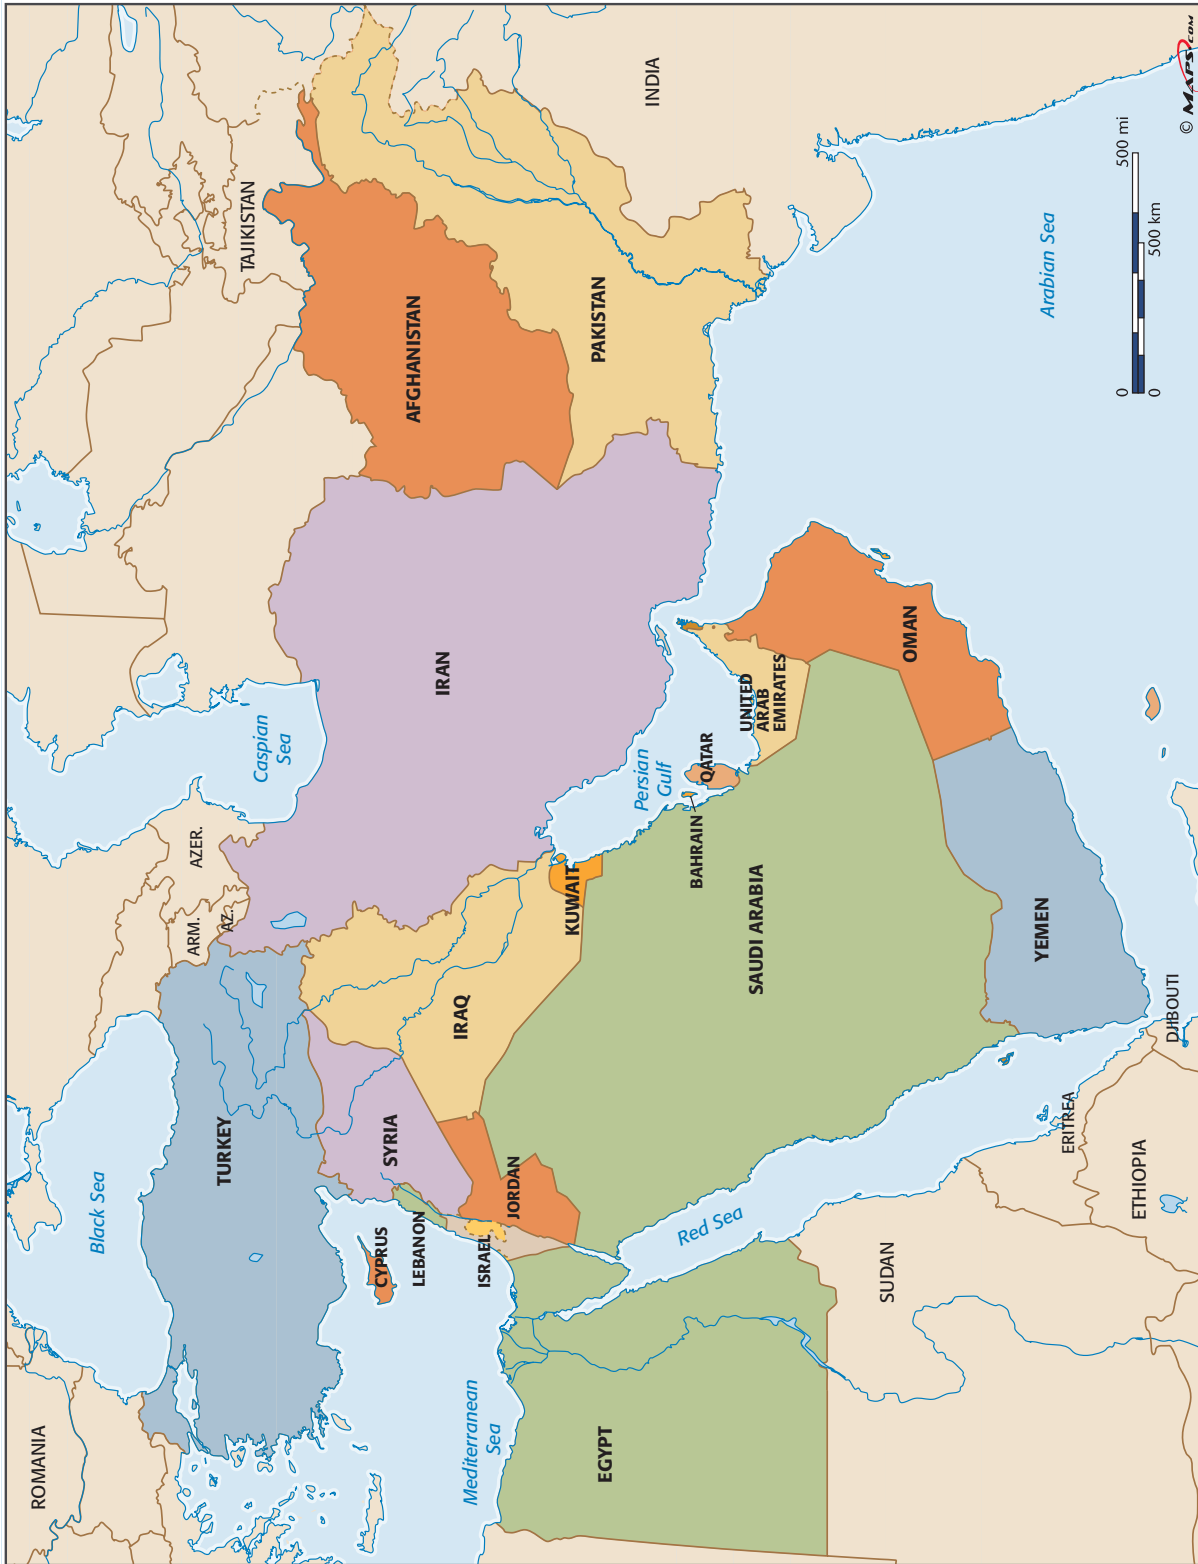 ROMANIA
Black Sea
TURKEY
ARM.
AZ.
AZER.
Caspian
Sea
TAJIKISTAN
CYPRUS
LEBANON
SYRIA
ISRAEL
JORDAN
IRAQ
IRAN
AFGHANISTAN
PAKISTAN
INDIA
Mediterranean
Sea
EGYPT
KUWAIT
Persian
Gulf
BAHRAIN
QATAR
UNITED
ARAB
EMIRATES
SAUDI ARABIA
Red Sea
OMAN
YEMEN
SUDAN
ERITREA
ETHIOPIA
DJIBOUTI
Arabian Sea
0 500 mi
0 500 km
© MAPS.COM